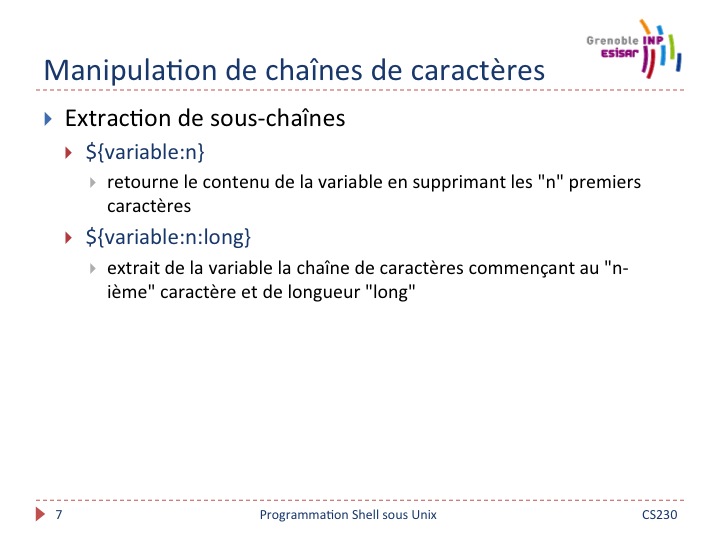 Grenoble INP
esisar
Manipulation de chaînes de caractères
Extraction de sous-chaînes
${variable:n}
retourne le contenu de la variable en supprimant les "n" premiers
caractères
${variable:n:long}
extrait de la variable la chaîne de caractères commençant au "n-
ième" caractère et de longueur "long"
7 Programmation Shell sous Unix CS230